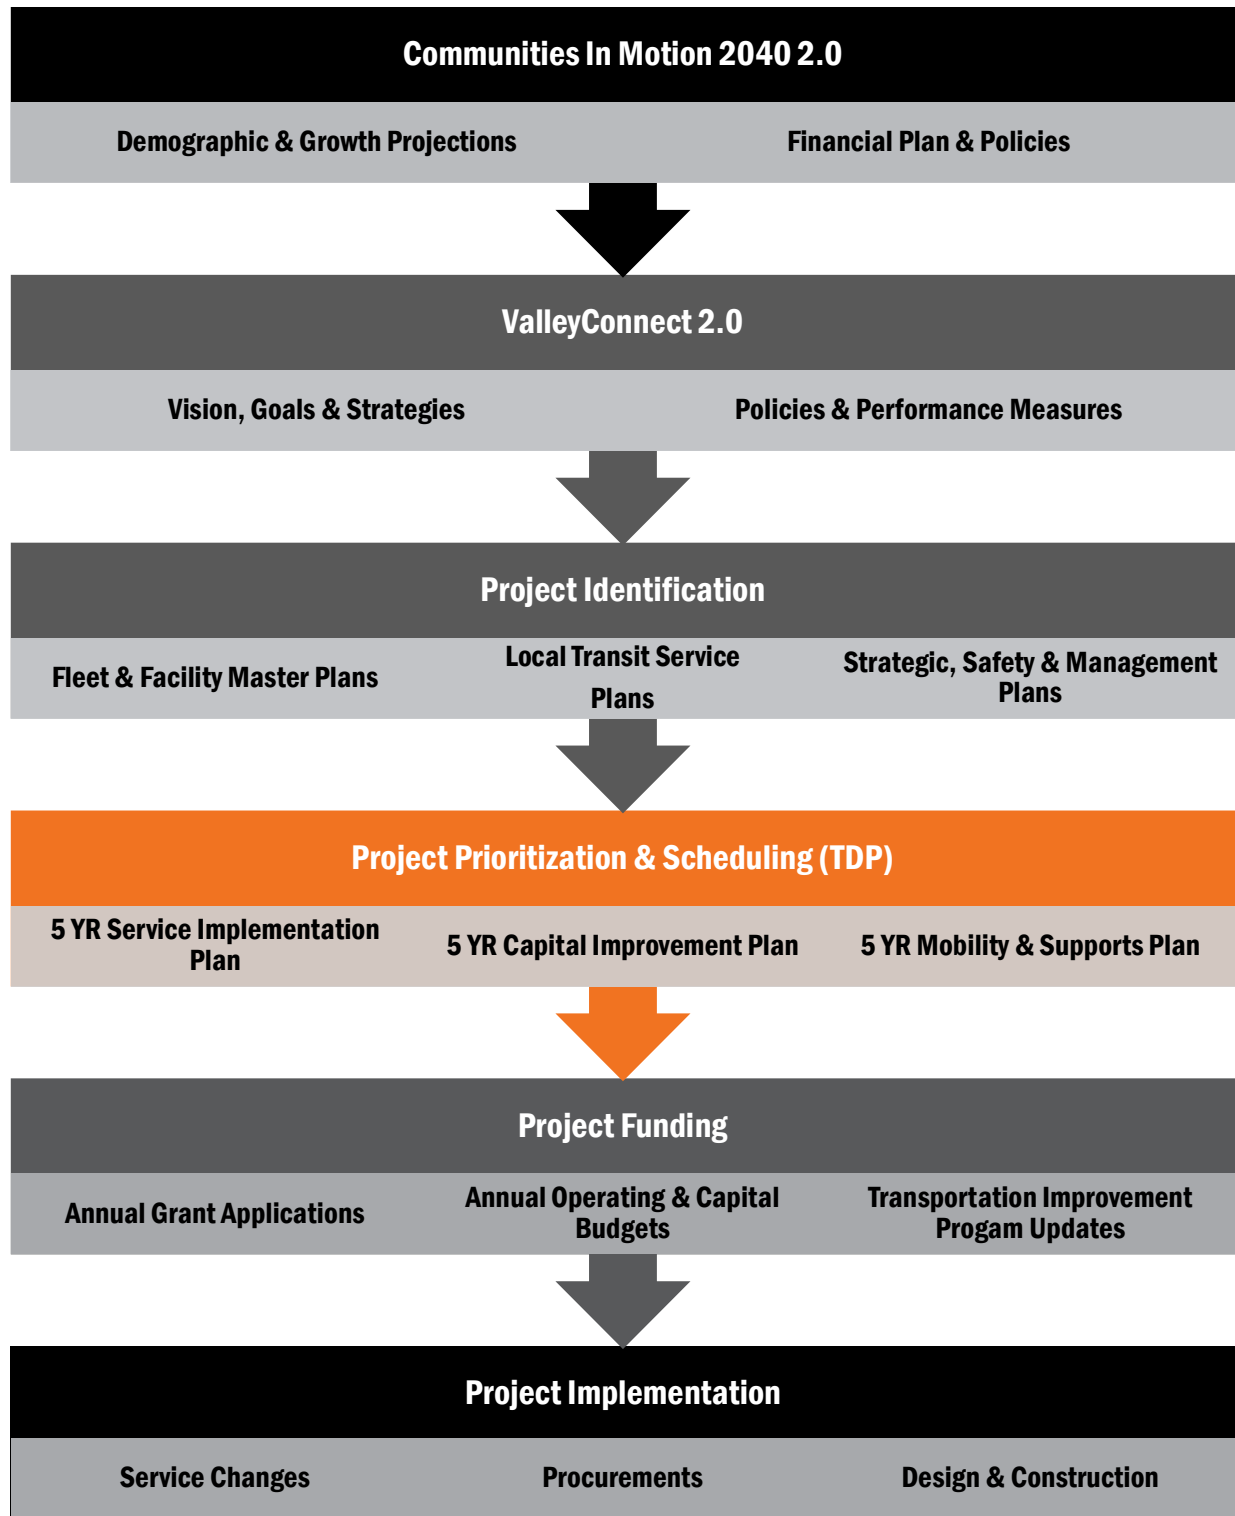 Communities In Motion 2040 2.0
Demographic & Growth Projections
Financial Plan & Policies
ValleyConnect 2.0
Vision, Goals & Strategies
Policies & Performance Measures
Project Identification
Fleet & Facility Master Plans
Local Transit Service
Plans
Strategic, Safety & Management
Plans
Project Prioritization & Scheduling (TDP)
5 YR Service Implementation
Plan
5 YR Capital Improvement Plan
5 YR Mobility & Supports Plan
Project Funding
Annual Grant Applications
Annual Operating & Capital
Budgets
Transportation Improvement
Progam Updates
Project Implementation
Service Changes
Procurements
Design & Construction